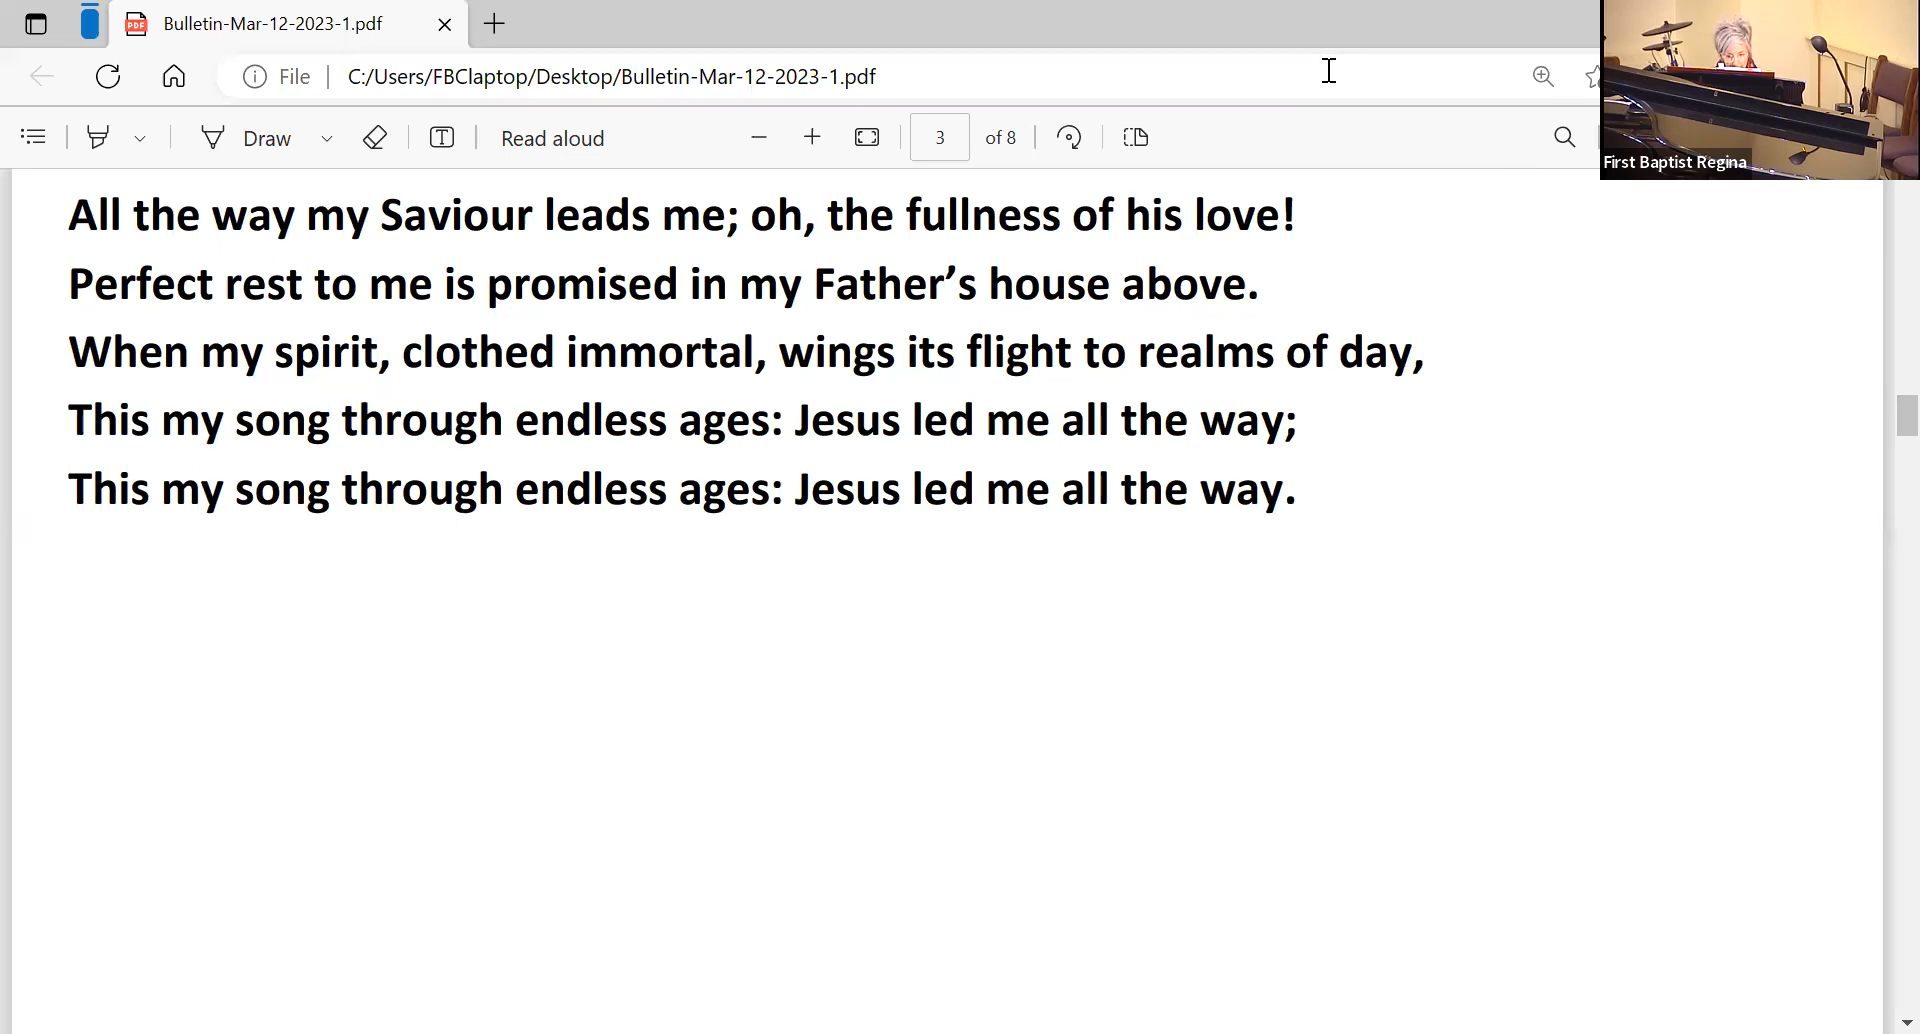 Bulletin-Mar-12-2023-1.pdf
File C:/Users/FBClaptop/Desktop/Bulletin-Mar-12-2023-1.pdf
Draw Read aloud 3 of 8
First Baptist Regina
All the way my Saviour leads me; oh, the fullness of his love!
Perfect rest to me is promised in my Father’s house above.
When my spirit, clothed immortal, wings its flight to realms of day,
This my song through endless ages: Jesus led me all the way;
This my song through endless ages: Jesus led me all the way.